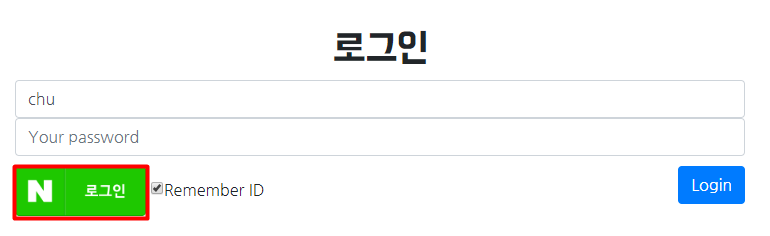 로그인
chu
Your password
N 로그인 Remember ID Login